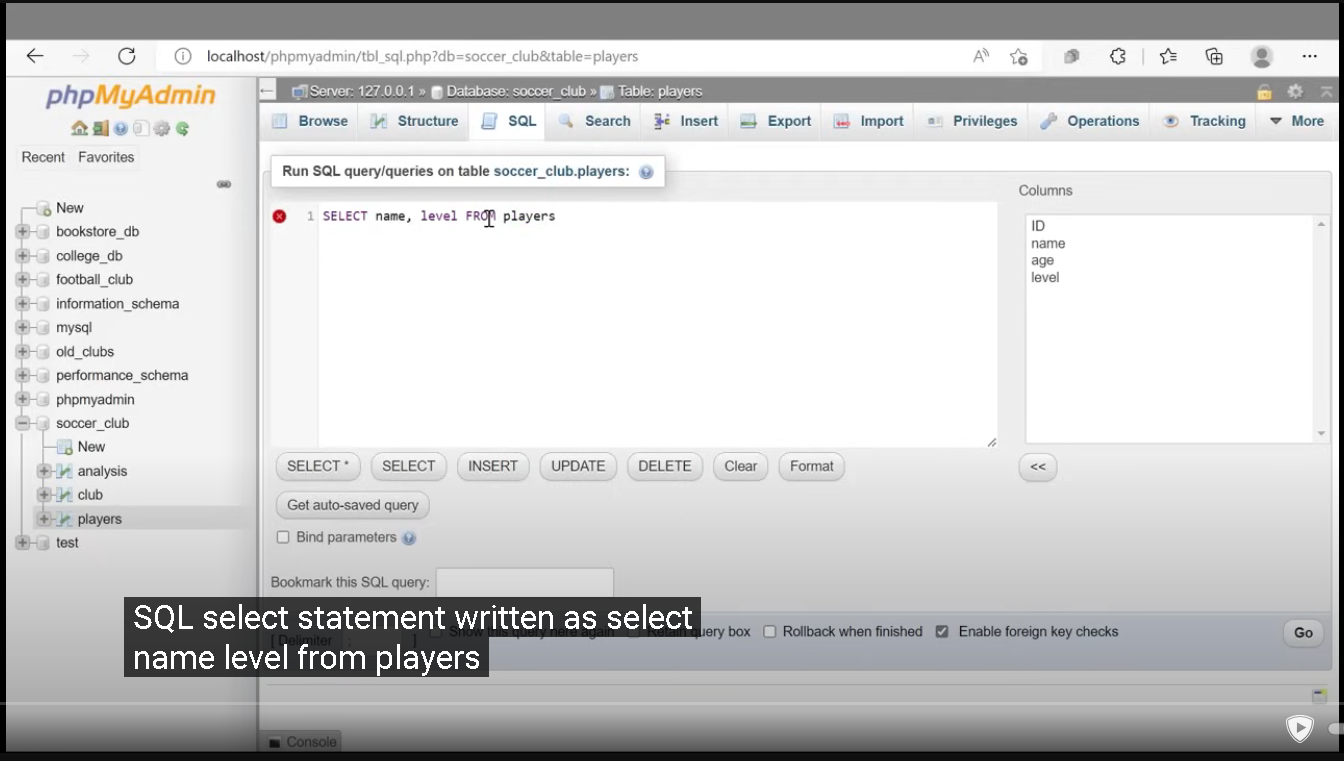 localhost/phpmyadmin/tbl_sql.php?db=soccer_club&table=players
phpMyAdmin
Recent Favorites
New
bookstore_db
college_db
football_club
information_schema
mysql
old_clubs
performance_schema
phpmyadmin
soccer_club
New
analysis
club
players
test
Server: 127.0.0.1 » Database: soccer_club » Table: players
Browse Structure SQL Search Insert Export Import Privileges Operations Tracking More
Run SQL query/queries on table soccer_club.players:
1 SELECT name, level FROM players
Columns
ID
name
age
level
SELECT * SELECT INSERT UPDATE DELETE Clear Format <<
Get auto-saved query
Bind parameters
Bookmark this SQL query:
[ Delimiter ; ] Show this query here again Retain query box Rollback when finished Enable foreign key checks Go
SQL select statement written as select
name level from players
Console